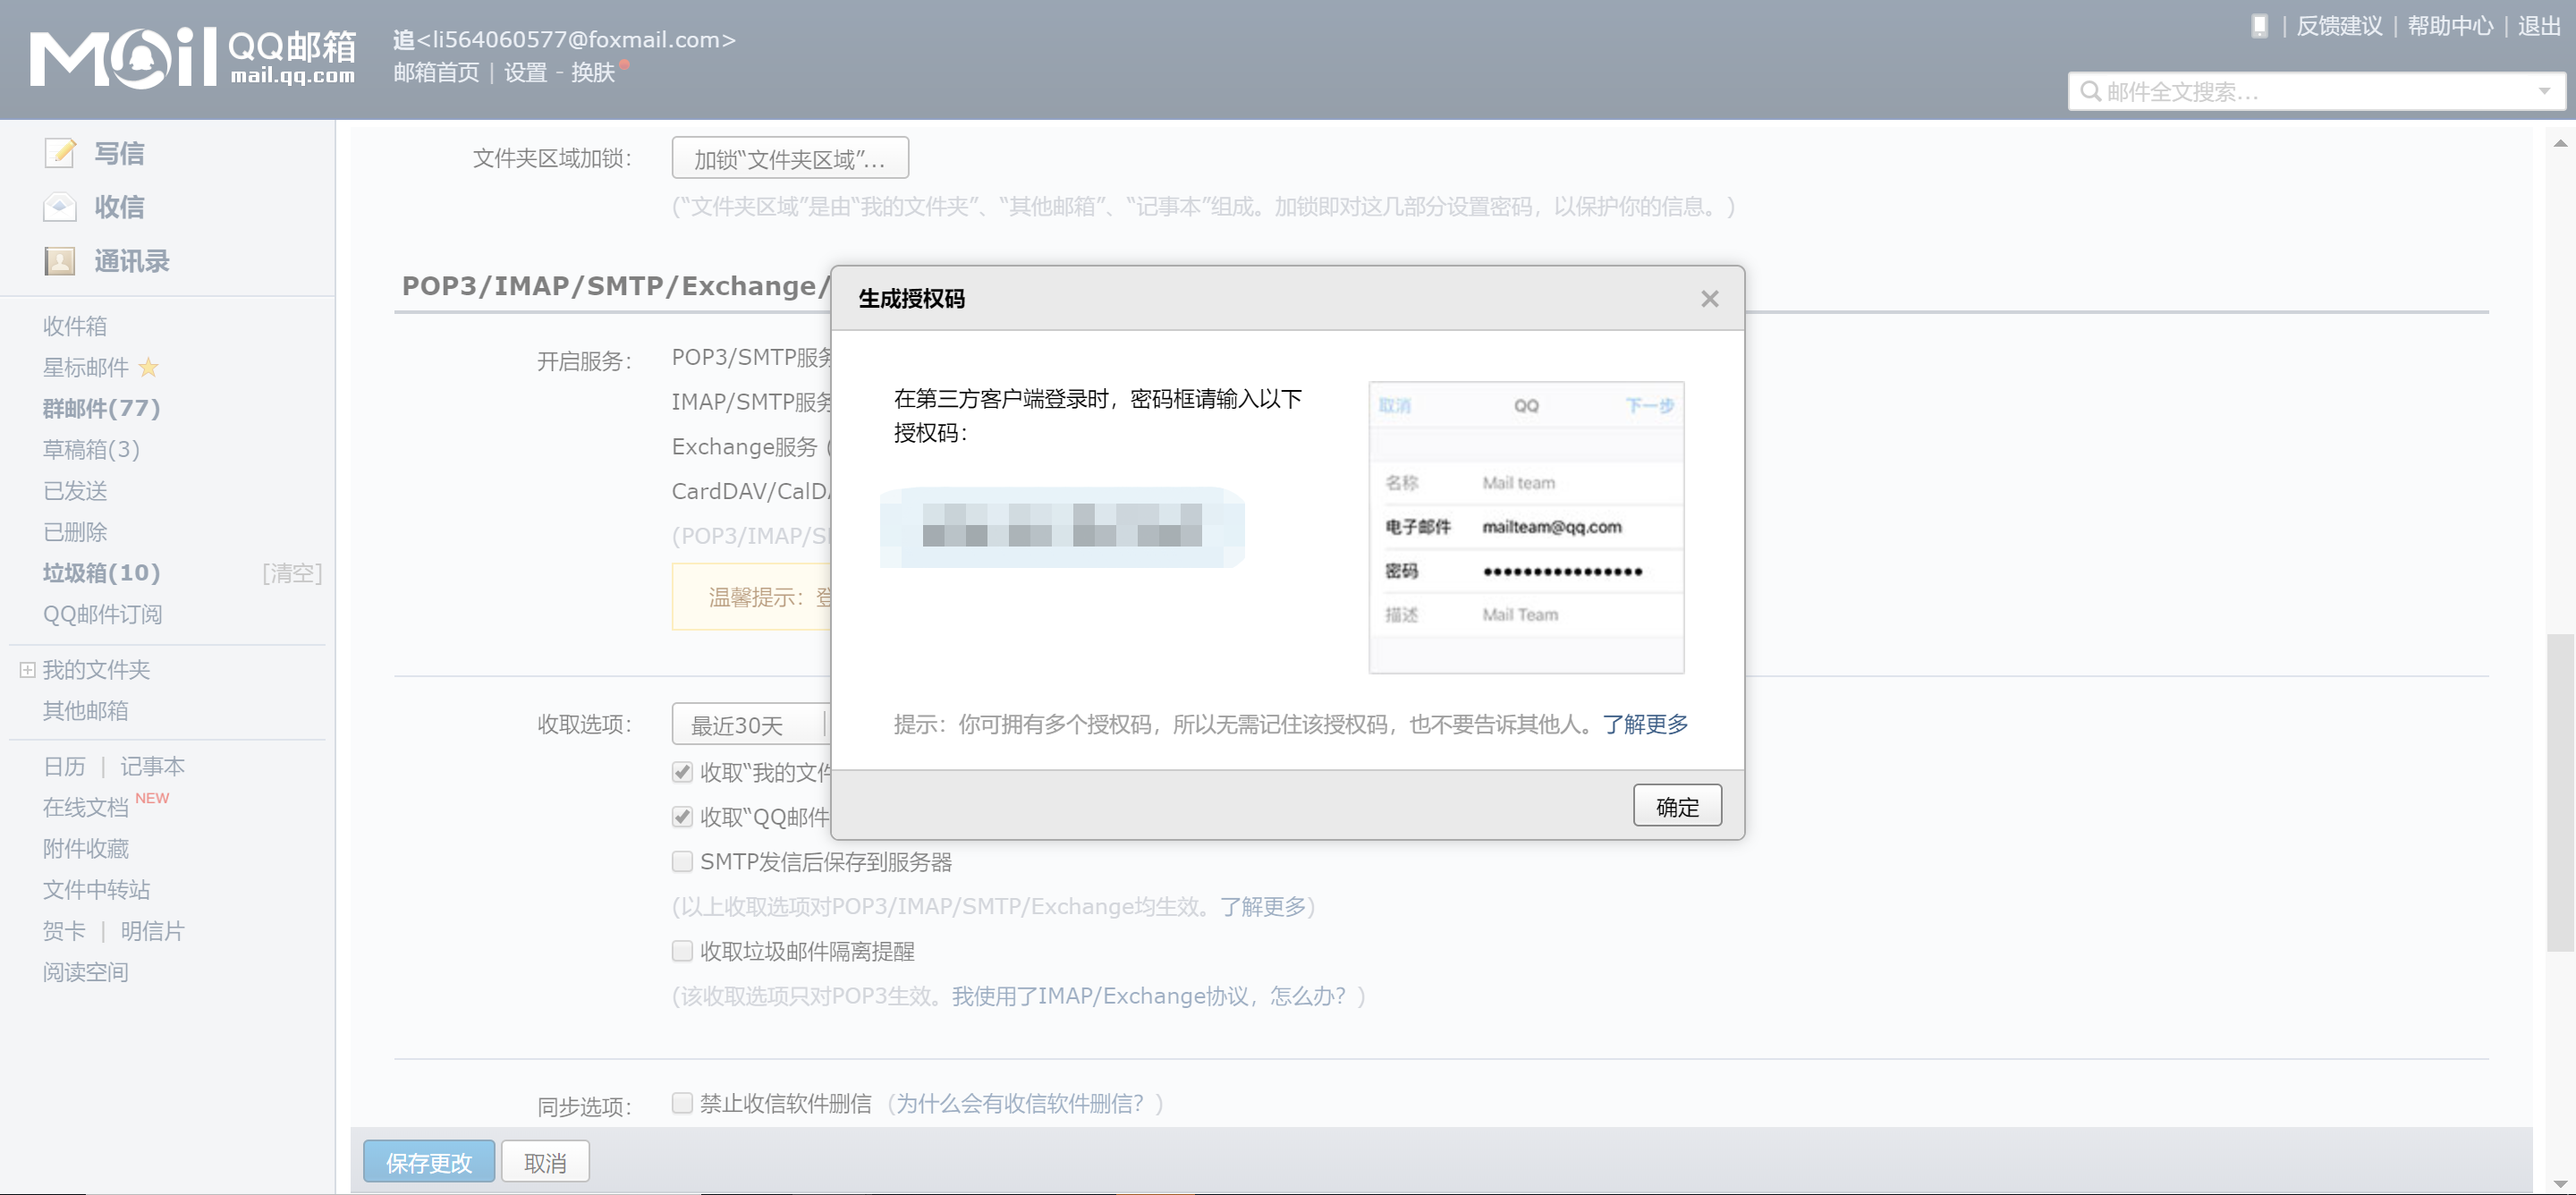 Mail QQ邮箱
mail.qq.com
追<li564060577@foxmail.com>
邮箱首页 | 设置 - 换肤
反馈建议 | 帮助中心 | 退出
邮件全文搜索...
写信
收信
通讯录
收件箱
星标邮件
群邮件(77)
草稿箱(3)
已发送
已删除
垃圾箱(10) [清空]
QQ邮件订阅
我的文件夹
其他邮箱
日历 | 记事本
在线文档 NEW
附件收藏
文件中转站
贺卡 | 明信片
阅读空间
文件夹区域加锁： 加锁“文件夹区域”...
(“文件夹区域”是由“我的文件夹”、“其他邮箱”、“记事本”组成。加锁即对这几部分设置密码，以保护你的信息。)
POP3/IMAP/SMTP/Exchange/
开启服务： POP3/SMTP服务
IMAP/SMTP服务
Exchange服务 (
CardDAV/CalDA
(POP3/IMAP/S
温馨提示：登
生成授权码
在第三方客户端登录时，密码框请输入以下
授权码：
取消 QQ 下一步
名称 Mail team
电子邮件 mailteam@qq.com
密码 ●●●●●●●●●●●●●●●●
描述 Mail Team
提示：你可拥有多个授权码，所以无需记住该授权码，也不要告诉其他人。了解更多
确定
收取选项： 最近30天
收取“我的文件
收取“QQ邮件
SMTP发信后保存到服务器
(以上收取选项对POP3/IMAP/SMTP/Exchange均生效。了解更多)
收取垃圾邮件隔离提醒
(该收取选项只对POP3生效。我使用了IMAP/Exchange协议，怎么办？)
同步选项： 禁止收信软件删信 (为什么会有收信软件删信？)
保存更改 取消